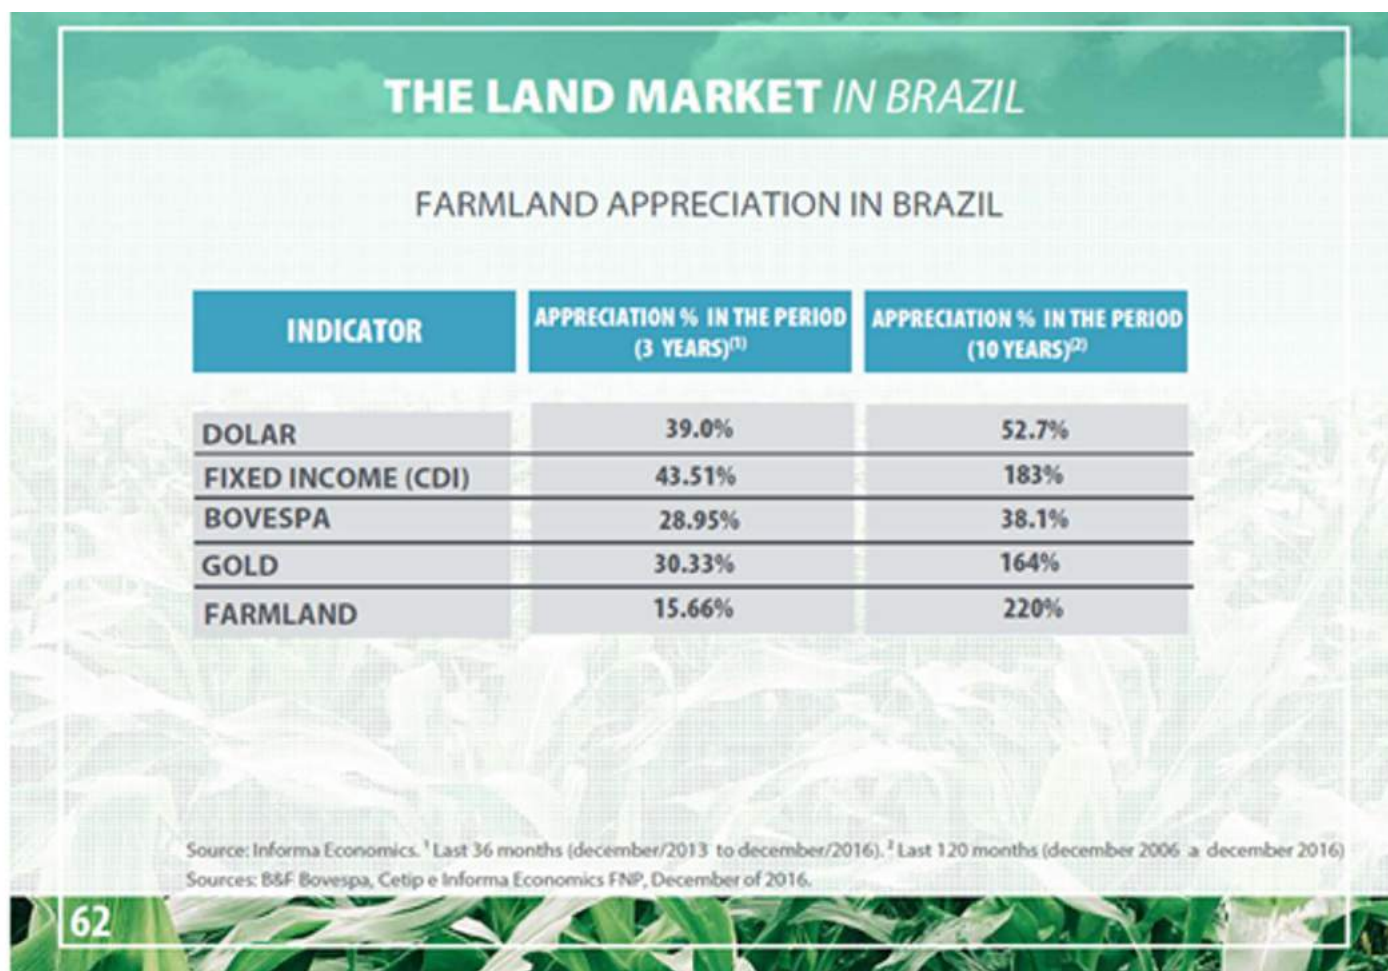 THE LAND MARKET IN BRAZIL
FARMLAND APPRECIATION IN BRAZIL
INDICATOR
APPRECIATION % IN THE PERIOD
(3 YEARS)(1)
APPRECIATION % IN THE PERIOD
(10 YEARS)(2)
DOLAR 39.0% 52.7%
FIXED INCOME (CDI) 43.51% 183%
BOVESPA 28.95% 38.1%
GOLD 30.33% 164%
FARMLAND 15.66% 220%
Source: Informa Economics. ¹ Last 36 months (december/2013 to december/2016). ² Last 120 months (december 2006 a december 2016)
Sources: B&F Bovespa, Cetip e Informa Economics FNP, December of 2016.
62